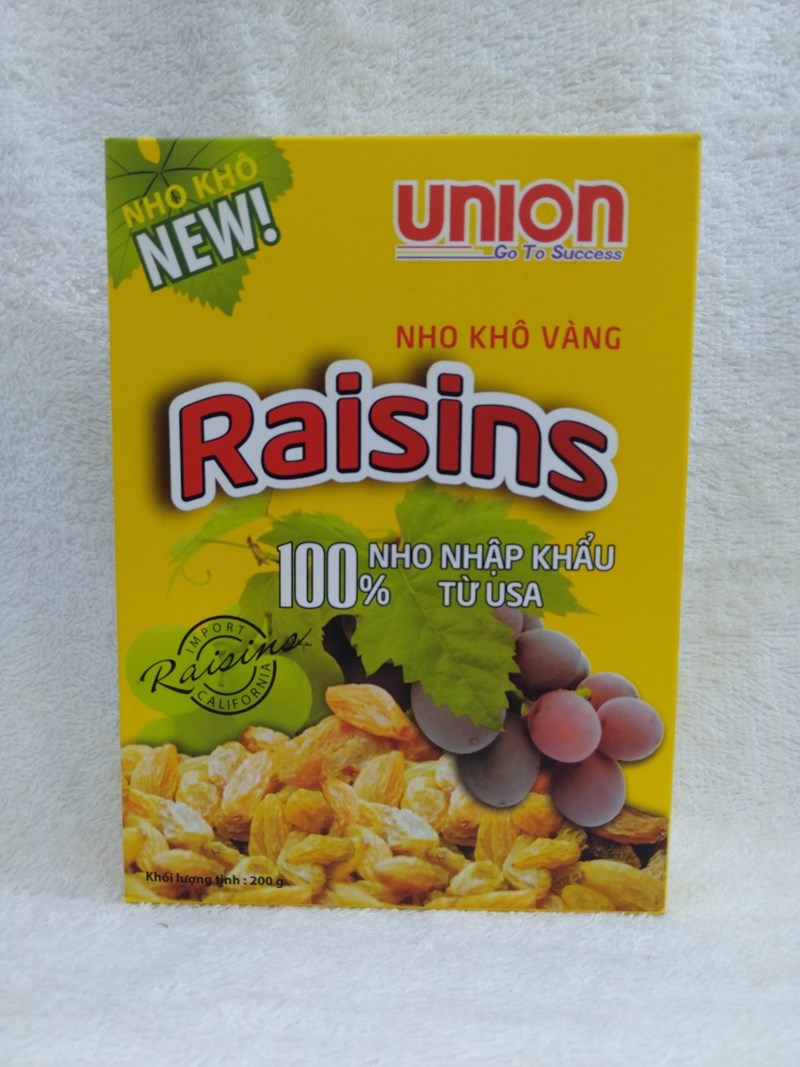 NHO KHÔ
NEW!
UNION
Go To Success
NHO KHÔ VÀNG
Raisins
100% NHO NHẬP KHẨU
TỪ USA
IMPORT
Raisins
CALIFORNIA
Khối lượng tịnh : 200 g